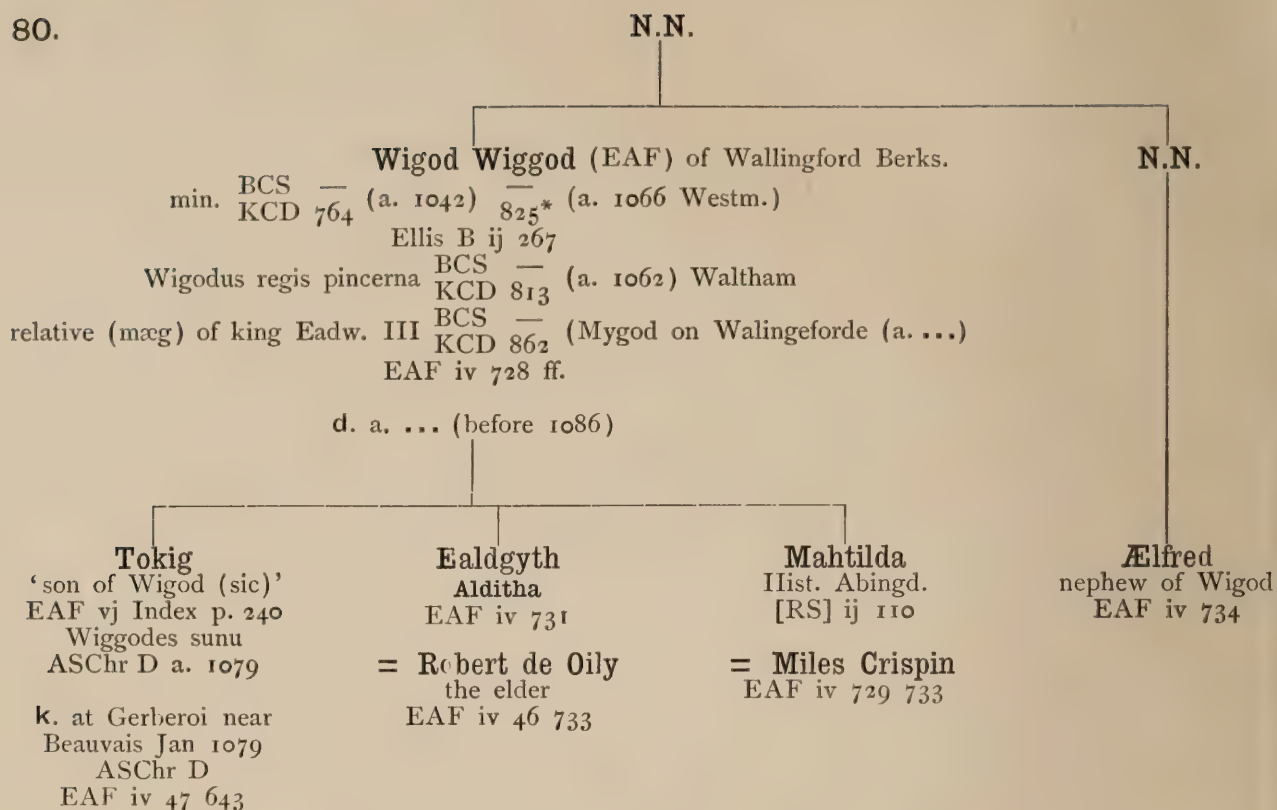 80.
N.N.
Wigod Wiggod (EAF) of Wallingford Berks.
N.N.
min. BCS — KCD 764 (a. 1042) — 825* (a. 1066 Westm.)
Ellis B ij 267
Wigodus regis pincerna BCS — KCD 813 (a. 1062) Waltham
relative (mæg) of king Eadw. III BCS — KCD 862 (Mygod on Walingeforde (a. ...)
EAF iv 728 ff.
d. a. ... (before 1086)
Tokig
'son of Wigod (sic)'
EAF vj Index p. 240
Wiggodes sunu
ASChr D a. 1079
k. at Gerberoi near
Beauvais Jan 1079
ASChr D
EAF iv 47 643
Ealdgyth
Alditha
EAF iv 731
= Robert de Oily
the elder
EAF iv 46 733
Mahtilda
Hist. Abingd.
[RS] ij 110
= Miles Crispin
EAF iv 729 733
Ælfred
nephew of Wigod
EAF iv 734